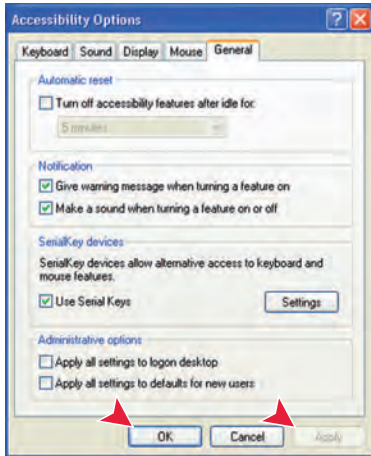 Accessibility Options
Keyboard Sound Display Mouse General
Automatic reset
Turn off accessibility features after idle for:
5 minutes
Notification
Give warning message when turning a feature on
Make a sound when turning a feature on or off
SerialKey devices
SerialKey devices allow alternative access to keyboard and
mouse features.
Use Serial Keys Settings
Administrative options
Apply all settings to logon desktop
Apply all settings to defaults for new users
OK Cancel Apply